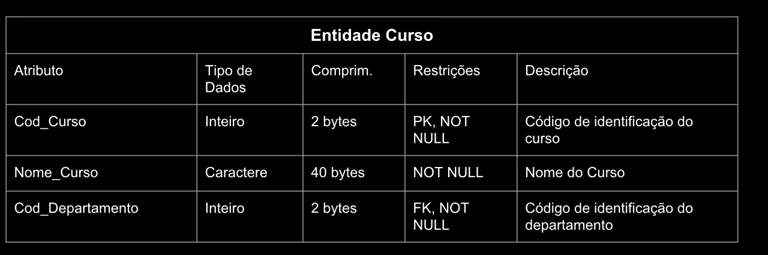 Entidade Curso
Atributo
Tipo de
Dados
Comprim.
Restrições
Descrição
Cod_Curso
Inteiro
2 bytes
PK, NOT
NULL
Código de identificação do
curso
Nome_Curso
Caractere
40 bytes
NOT NULL
Nome do Curso
Cod_Departamento
Inteiro
2 bytes
FK, NOT
NULL
Código de identificação do
departamento